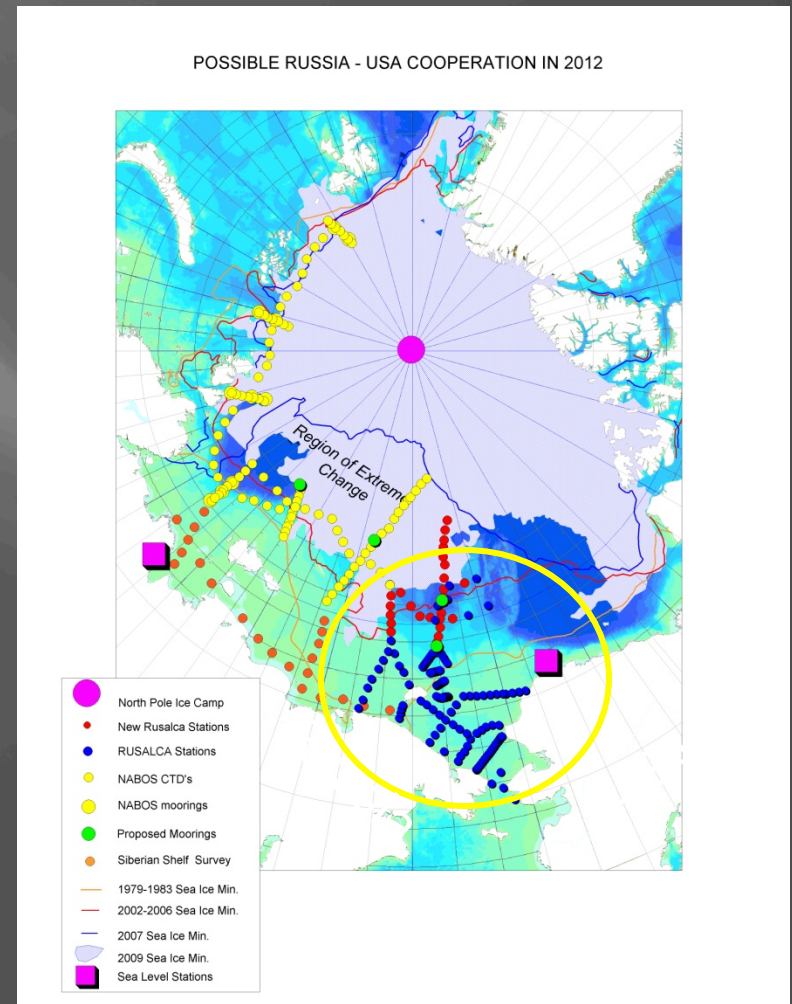 POSSIBLE RUSSIA - USA COOPERATION IN 2012
Region of Extreme
Change
North Pole Ice Camp
New Rusalca Stations
RUSALCA Stations
NABOS CTD's
NABOS moorings
Proposed Moorings
Siberian Shelf Survey
1979-1983 Sea Ice Min.
2002-2006 Sea Ice Min.
2007 Sea Ice Min.
2009 Sea Ice Min.
Sea Level Stations